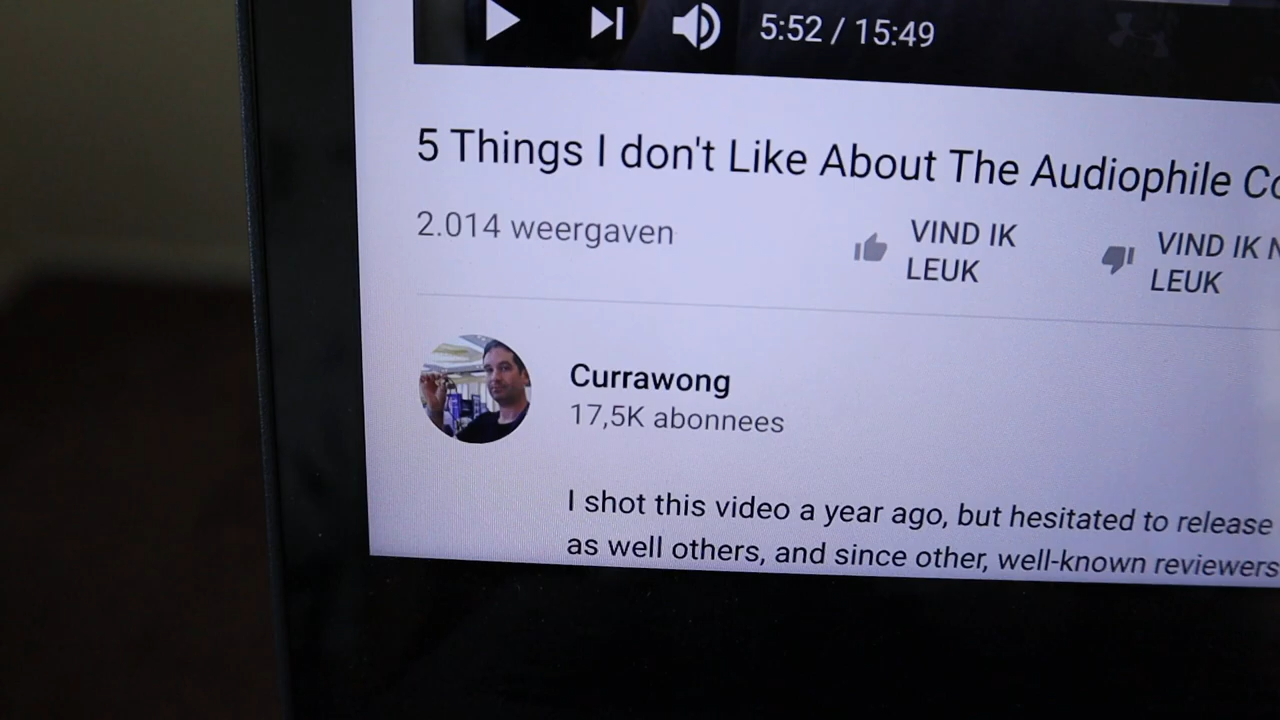 5:52 / 15:49
5 Things I don't Like About The Audiophile Co
2.014 weergaven
VIND IK
LEUK
VIND IK N
LEUK
Currawong
17,5K abonnees
I shot this video a year ago, but hesitated to release
as well others, and since other, well-known reviewers